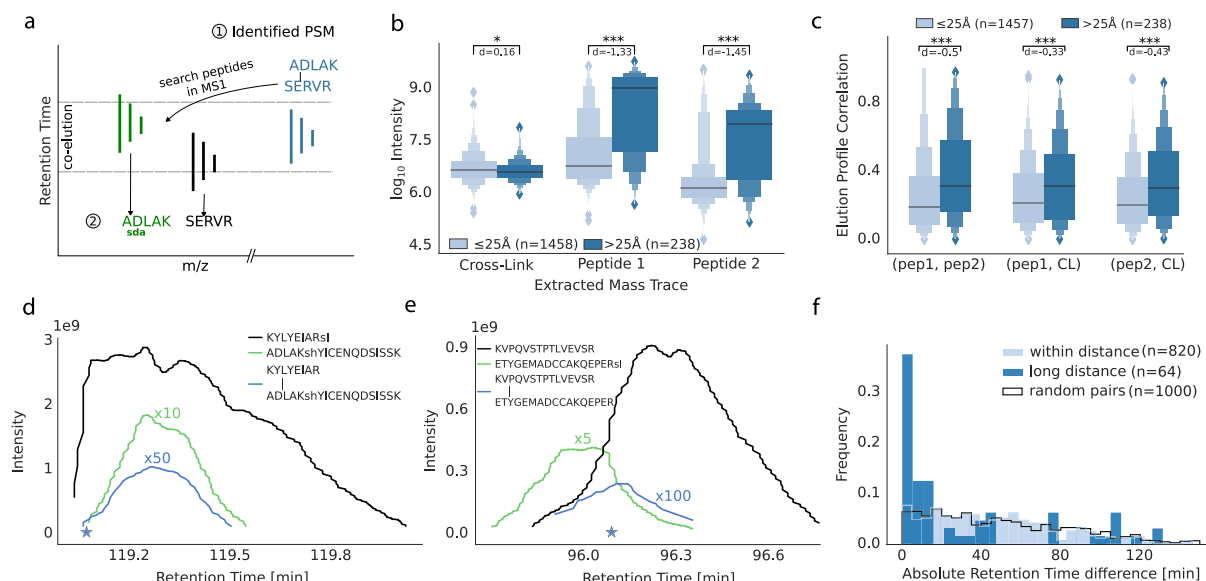 a
① Identified PSM
ADLAK
SERVR
search peptides
in MS1
Retention Time
co-elution
②
ADLAK
sda
SERVR
m/z
b
* *** ***
d=0.16 d=-1.33 d=-1.45
log10 Intensity
9.0
7.5
6.0
4.5
≤25Å (n=1458) >25Å (n=238)
Cross-Link Peptide 1 Peptide 2
Extracted Mass Trace
c
≤25Å (n=1457) >25Å (n=238)
*** *** ***
d=-0.5 d=-0.33 d=-0.43
Elution Profile Correlation
0.8
0.4
0.0
(pep1, pep2) (pep1, CL) (pep2, CL)
d
1e9
KYLYEIARsl
ADLAKshYICENQDSISSK
KYLYEIAR
ADLAKshYICENQDSISSK
Intensity
3
2
1
0
x10
x50
119.2 119.5 119.8
Retention Time [min]
e
1e9
KVPQVSTPTLVEVSR
ETYGEMADCCAKQEPERsl
KVPQVSTPTLVEVSR
ETYGEMADCCAKQEPER
Intensity
0.9
0.6
0.3
0.0
x5
x100
96.0 96.3 96.6
Retention Time [min]
f
within distance (n=820)
long distance (n=64)
random pairs (n=1000)
Frequency
0.3
0.1
0.0
0 40 80 120
Absolute Retention Time difference [min]